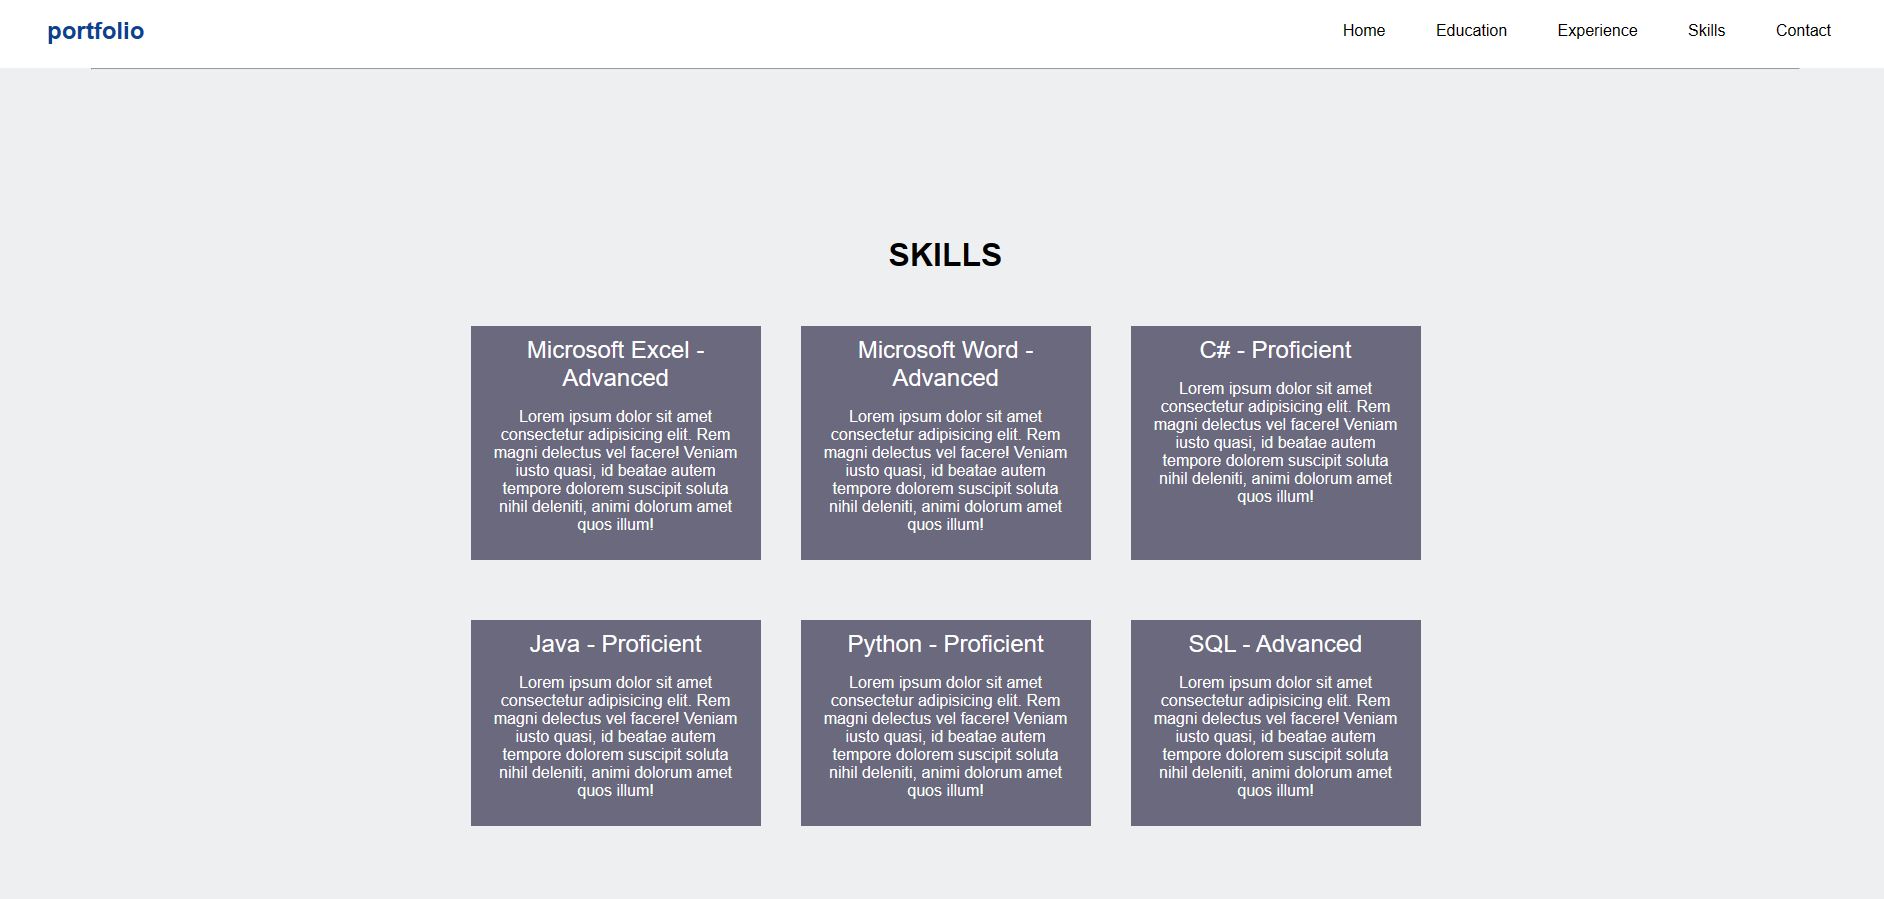 portfolio
Home Education Experience Skills Contact
SKILLS
Microsoft Excel -
Advanced
Lorem ipsum dolor sit amet
consectetur adipisicing elit. Rem
magni delectus vel facere! Veniam
iusto quasi, id beatae autem
tempore dolorem suscipit soluta
nihil deleniti, animi dolorum amet
quos illum!
Microsoft Word -
Advanced
Lorem ipsum dolor sit amet
consectetur adipisicing elit. Rem
magni delectus vel facere! Veniam
iusto quasi, id beatae autem
tempore dolorem suscipit soluta
nihil deleniti, animi dolorum amet
quos illum!
C# - Proficient
Lorem ipsum dolor sit amet
consectetur adipisicing elit. Rem
magni delectus vel facere! Veniam
iusto quasi, id beatae autem
tempore dolorem suscipit soluta
nihil deleniti, animi dolorum amet
quos illum!
Java - Proficient
Lorem ipsum dolor sit amet
consectetur adipisicing elit. Rem
magni delectus vel facere! Veniam
iusto quasi, id beatae autem
tempore dolorem suscipit soluta
nihil deleniti, animi dolorum amet
quos illum!
Python - Proficient
Lorem ipsum dolor sit amet
consectetur adipisicing elit. Rem
magni delectus vel facere! Veniam
iusto quasi, id beatae autem
tempore dolorem suscipit soluta
nihil deleniti, animi dolorum amet
quos illum!
SQL - Advanced
Lorem ipsum dolor sit amet
consectetur adipisicing elit. Rem
magni delectus vel facere! Veniam
iusto quasi, id beatae autem
tempore dolorem suscipit soluta
nihil deleniti, animi dolorum amet
quos illum!